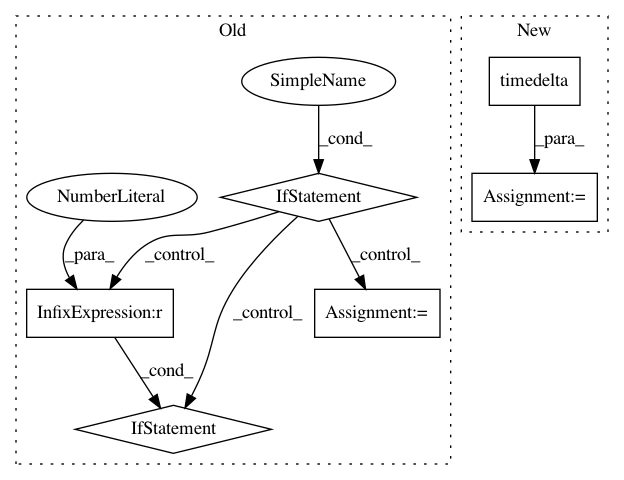 Old
New
SimpleName
timedelta
_cond_
_para_
NumberLiteral
IfStatement
Assignment:=
_para_
_control_
_control_
InfixExpression:r
_control_
Assignment:=
_cond_
IfStatement